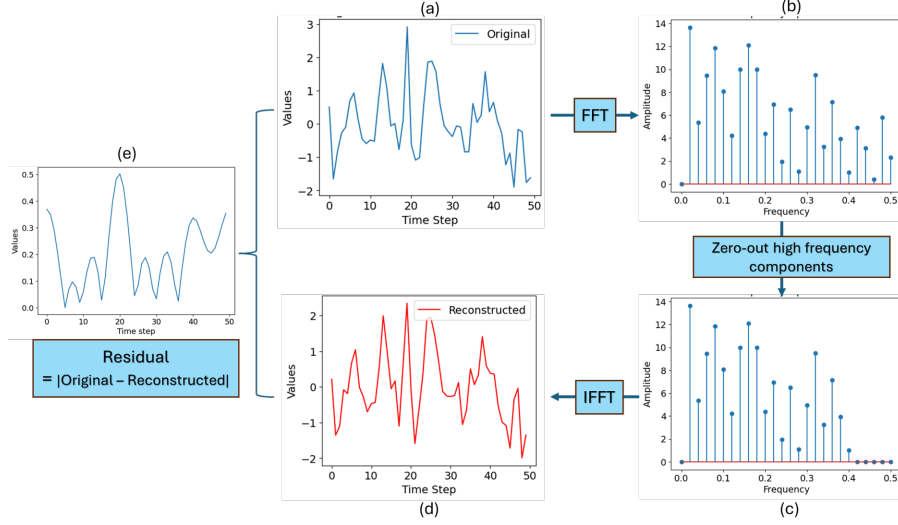 (a)
Original
Values
3
2
1
0
−1
−2
0 10 20 30 40 50
Time Step
FFT
(b)
Amplitude
14
12
10
8
6
4
2
0
0.0 0.1 0.2 0.3 0.4 0.5
Frequency
Zero-out high frequency
components
(e)
Values
0.5
0.4
0.3
0.2
0.1
0.0
0 10 20 30 40 50
Time step
Residual
= |Original – Reconstructed|
Reconstructed
Values
2
1
0
−1
−2
0 10 20 30 40 50
Time Step
(d)
IFFT
Amplitude
14
12
10
8
6
4
2
0
0.0 0.1 0.2 0.3 0.4 0.5
Frequency
(c)